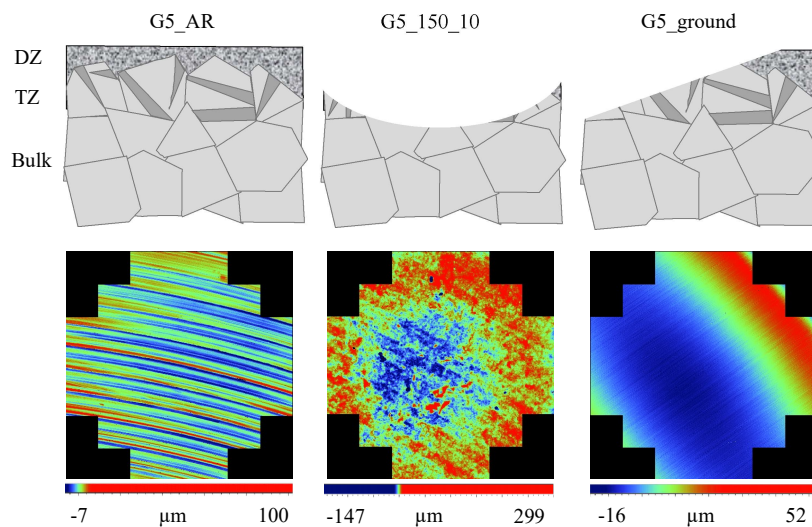 G5_AR G5_150_10 G5_ground
DZ
TZ
Bulk
-7 µm 100 -147 µm 299 -16 µm 52